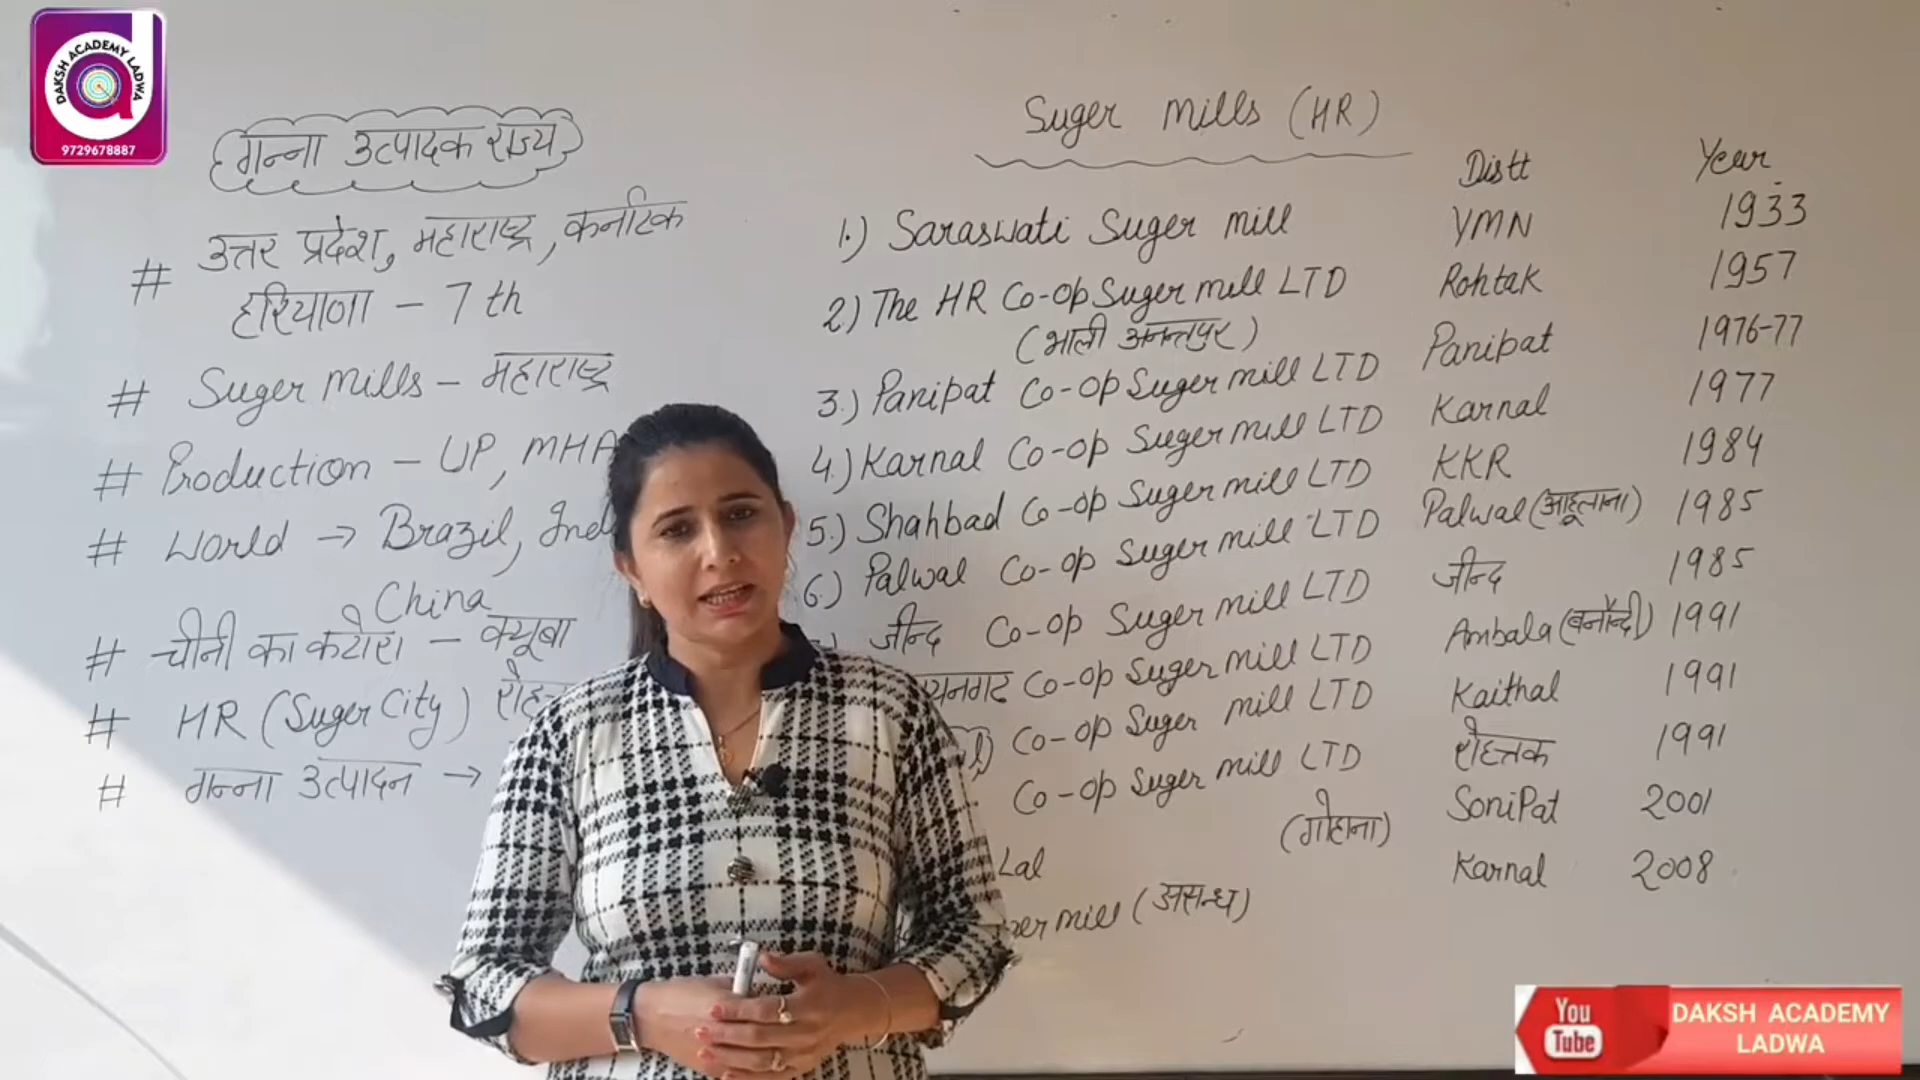 DAKSH ACADEMY LADWA
9729678887
गन्ना उत्पादक राज्य
# उत्तर प्रदेश, महाराष्ट्र, कर्नाटक
हरियाणा - 7 th
# Suger mills - महाराष्ट्र
# Production - UP, MHA
# World → Brazil, Ind
China
# चीनी का कटोरा - क्यूबा
# HR (Suger City) रोह
# गन्ना उत्पादन →
Suger mills (HR)
Distt Year
1.) Saraswati Suger mill YMN 1933
2) The HR Co-op Suger mill LTD Rohtak 1957
(भाली अनन्तपुर)
3.) Panipat Co-op Suger mill LTD Panipat 1976-77
4.) Karnal Co-op Suger mill LTD Karnal 1977
5.) Shahbad Co-op Suger mill LTD KKR 1984
6.) Palwal Co-op Suger mill LTD Palwal (आहूलाना) 1985
जीन्द Co-op Suger mill LTD जीन्द 1985
यनगढ Co-op Suger mill LTD Ambala (बनौन्दी) 1991
Co-op Suger mill LTD Kaithal 1991
Co-op Suger mill LTD रोहत्तक 1991
(गोहाना) SoniPat 2001
Lal Karnal 2008
ger mill (असन्ध)
You Tube
DAKSH ACADEMY
LADWA